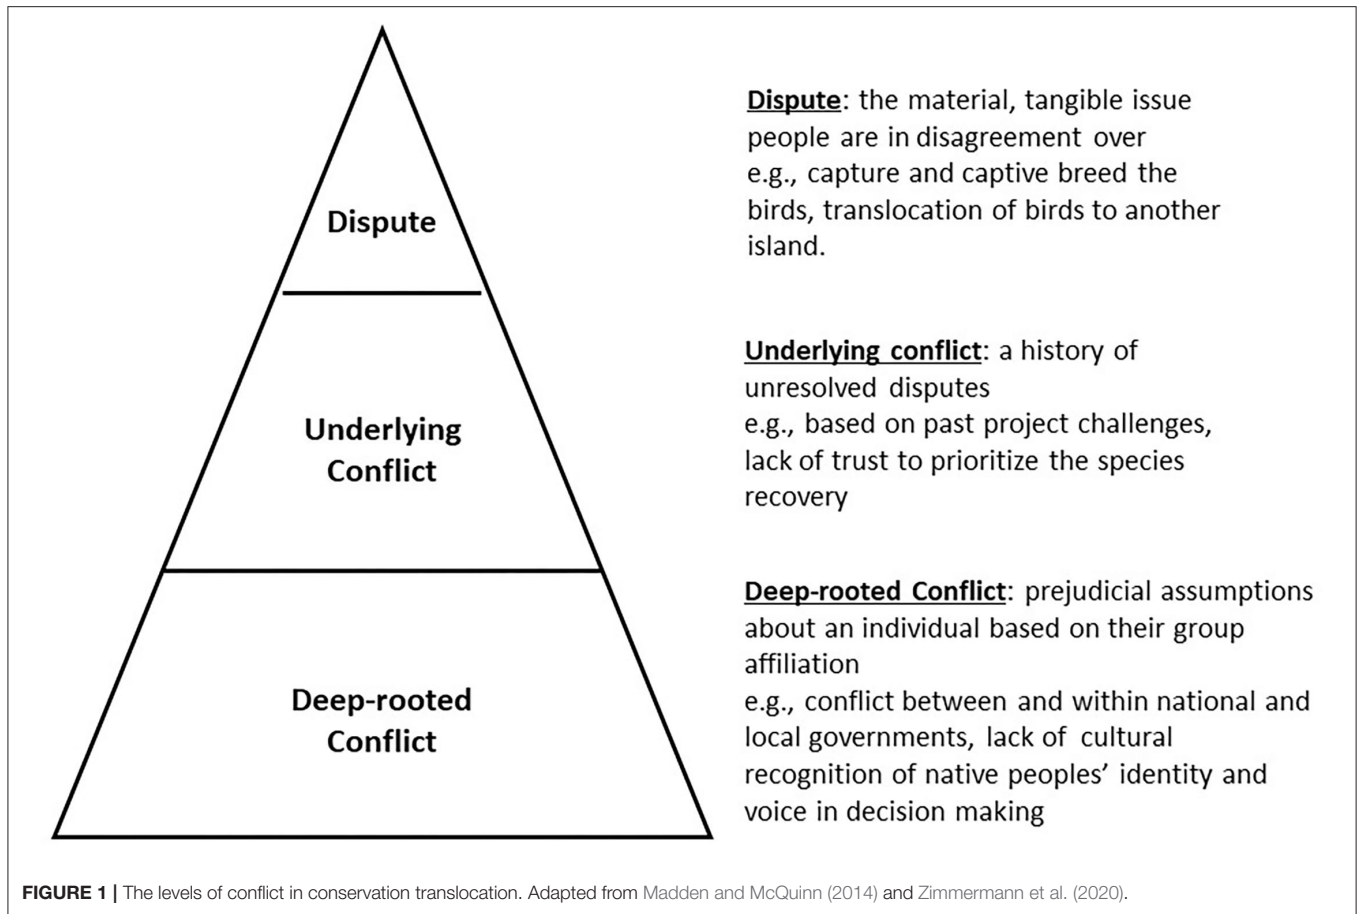 Dispute
Underlying
Conflict
Deep-rooted
Conflict
Dispute: the material, tangible issue
people are in disagreement over
e.g., capture and captive breed the
birds, translocation of birds to another
island.
Underlying conflict: a history of
unresolved disputes
e.g., based on past project challenges,
lack of trust to prioritize the species
recovery
Deep-rooted Conflict: prejudicial assumptions
about an individual based on their group
affiliation
e.g., conflict between and within national and
local governments, lack of cultural
recognition of native peoples’ identity and
voice in decision making
FIGURE 1 | The levels of conflict in conservation translocation. Adapted from Madden and McQuinn (2014) and Zimmermann et al. (2020).